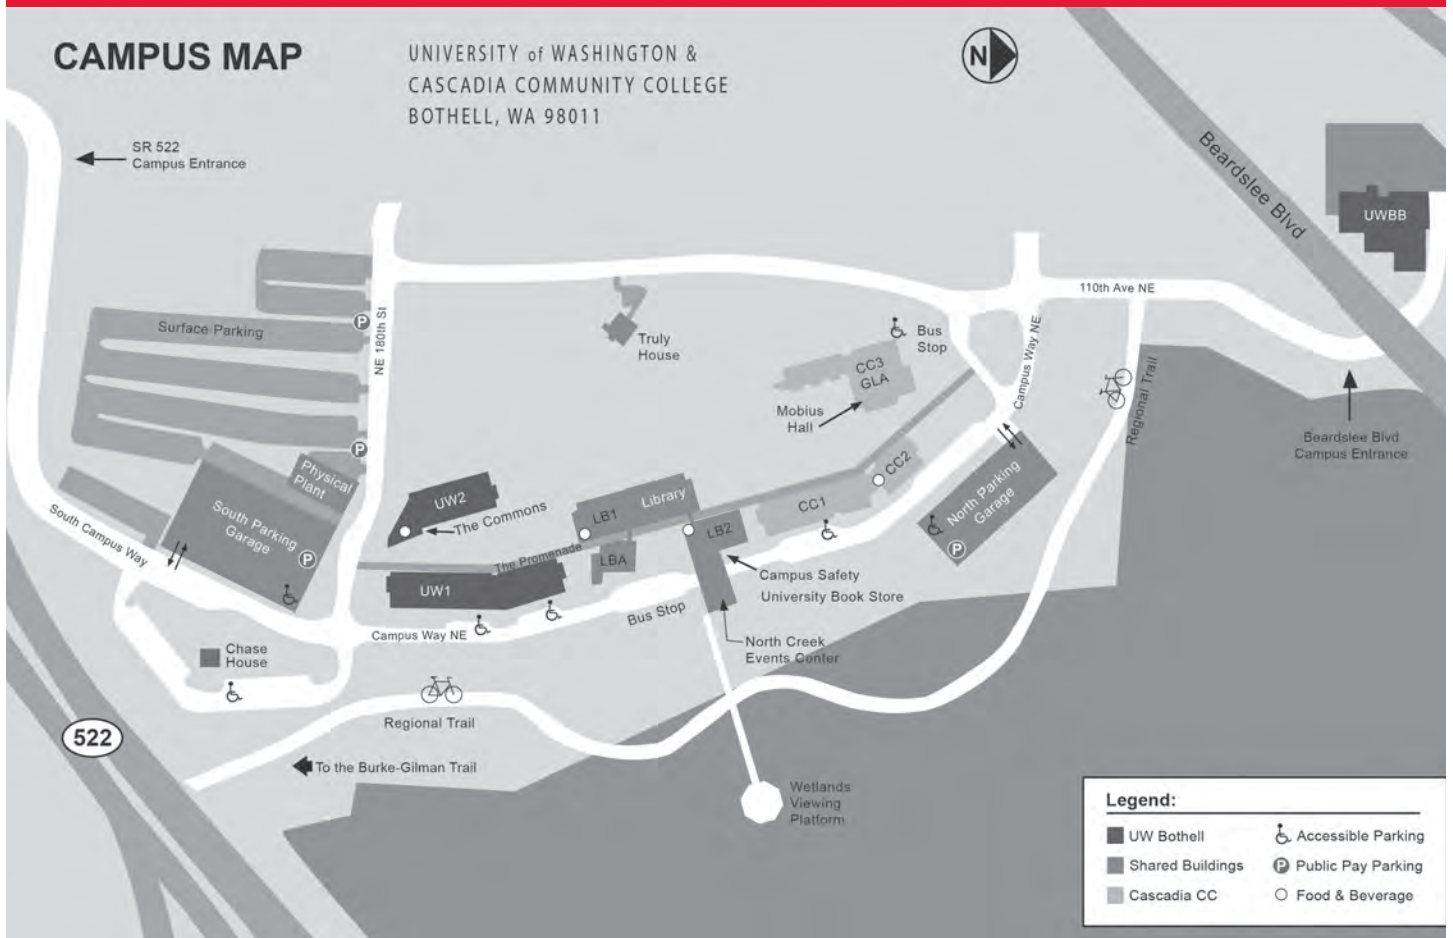 CAMPUS MAP
UNIVERSITY of WASHINGTON &
CASCADIA COMMUNITY COLLEGE
BOTHELL, WA 98011
N
SR 522
Campus Entrance
Beardslee Blvd
UWBB
110th Ave NE
Surface Parking
P
NE 180th St
Truly
House
Bus
Stop
CC3
GLA
Campus Way NE
Regional Trail
Mobius
Hall
Beardslee Blvd
Campus Entrance
P
Physical
Plant
South Parking
Garage
P
South Campus Way
UW2
The Commons
Library
LB1
LB2
LBA
CC1
CC2
North Parking
Garage
P
The Promenade
UW1
Campus Safety
University Book Store
Bus Stop
Campus Way NE
North Creek
Events Center
Chase
House
522
Regional Trail
To the Burke-Gilman Trail
Wetlands
Viewing
Platform
Legend:
UW Bothell
Accessible Parking
Shared Buildings
P Public Pay Parking
Cascadia CC
Food & Beverage